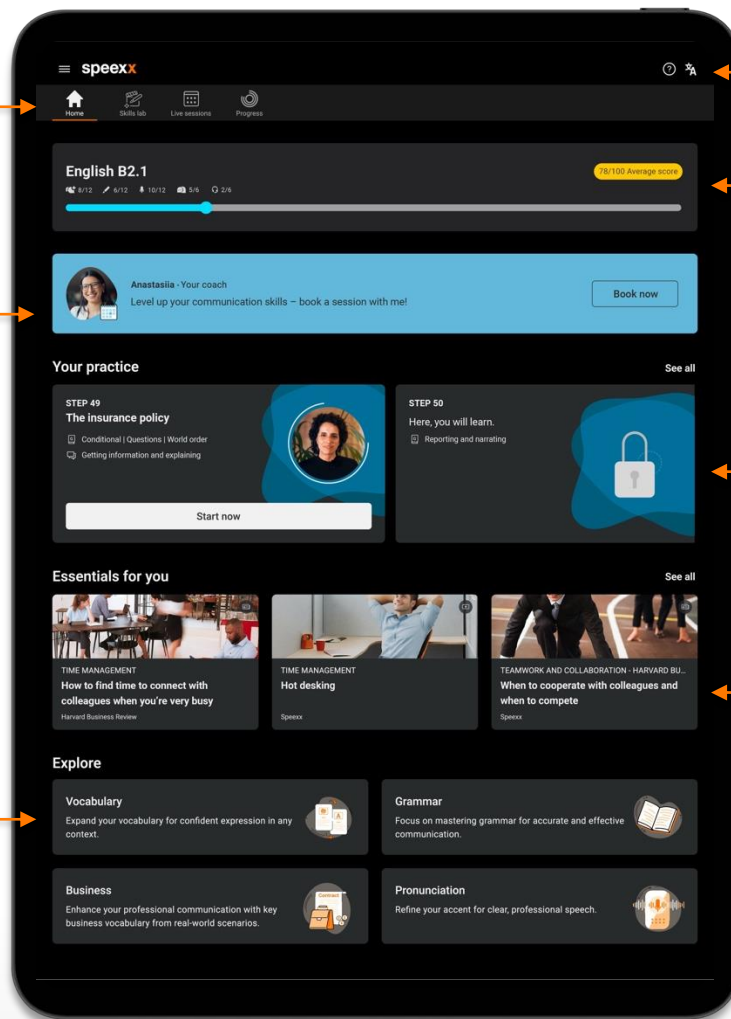 speexx
Home
Skills lab
Live sessions
Progress
English B2.1
78/100 Average score
8/12 6/12 10/12 5/6 2/6
Anastasiia - Your coach
Level up your communication skills – book a session with me!
Book now
Your practice
See all
STEP 49
The insurance policy
Conditional | Questions | World order
Getting information and explaining
Start now
STEP 50
Here, you will learn.
Reporting and narrating
Essentials for you
See all
TIME MANAGEMENT
How to find time to connect with
colleagues when you're very busy
Harvard Business Review
TIME MANAGEMENT
Hot desking
Speexx
TEAMWORK AND COLLABORATION - HARVARD BU...
When to cooperate with colleagues and
when to compete
Speexx
Explore
Vocabulary
Expand your vocabulary for confident expression in any
context.
Grammar
Focus on mastering grammar for accurate and effective
communication.
Business
Enhance your professional communication with key
business vocabulary from real-world scenarios.
Contract
Pronunciation
Refine your accent for clear, professional speech.